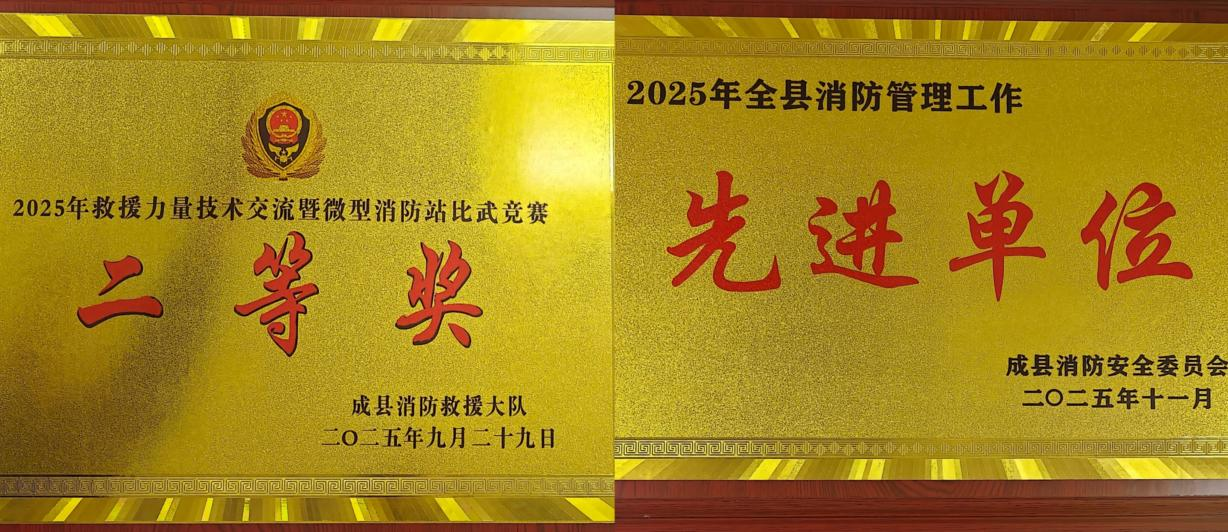 2025年救援力量技术交流暨微型消防站比武竞赛
二等奖
成县消防救援大队
二〇二五年九月二十九日
2025年全县消防管理工作
先进单位
成县消防安全委员会
二〇二五年十一月